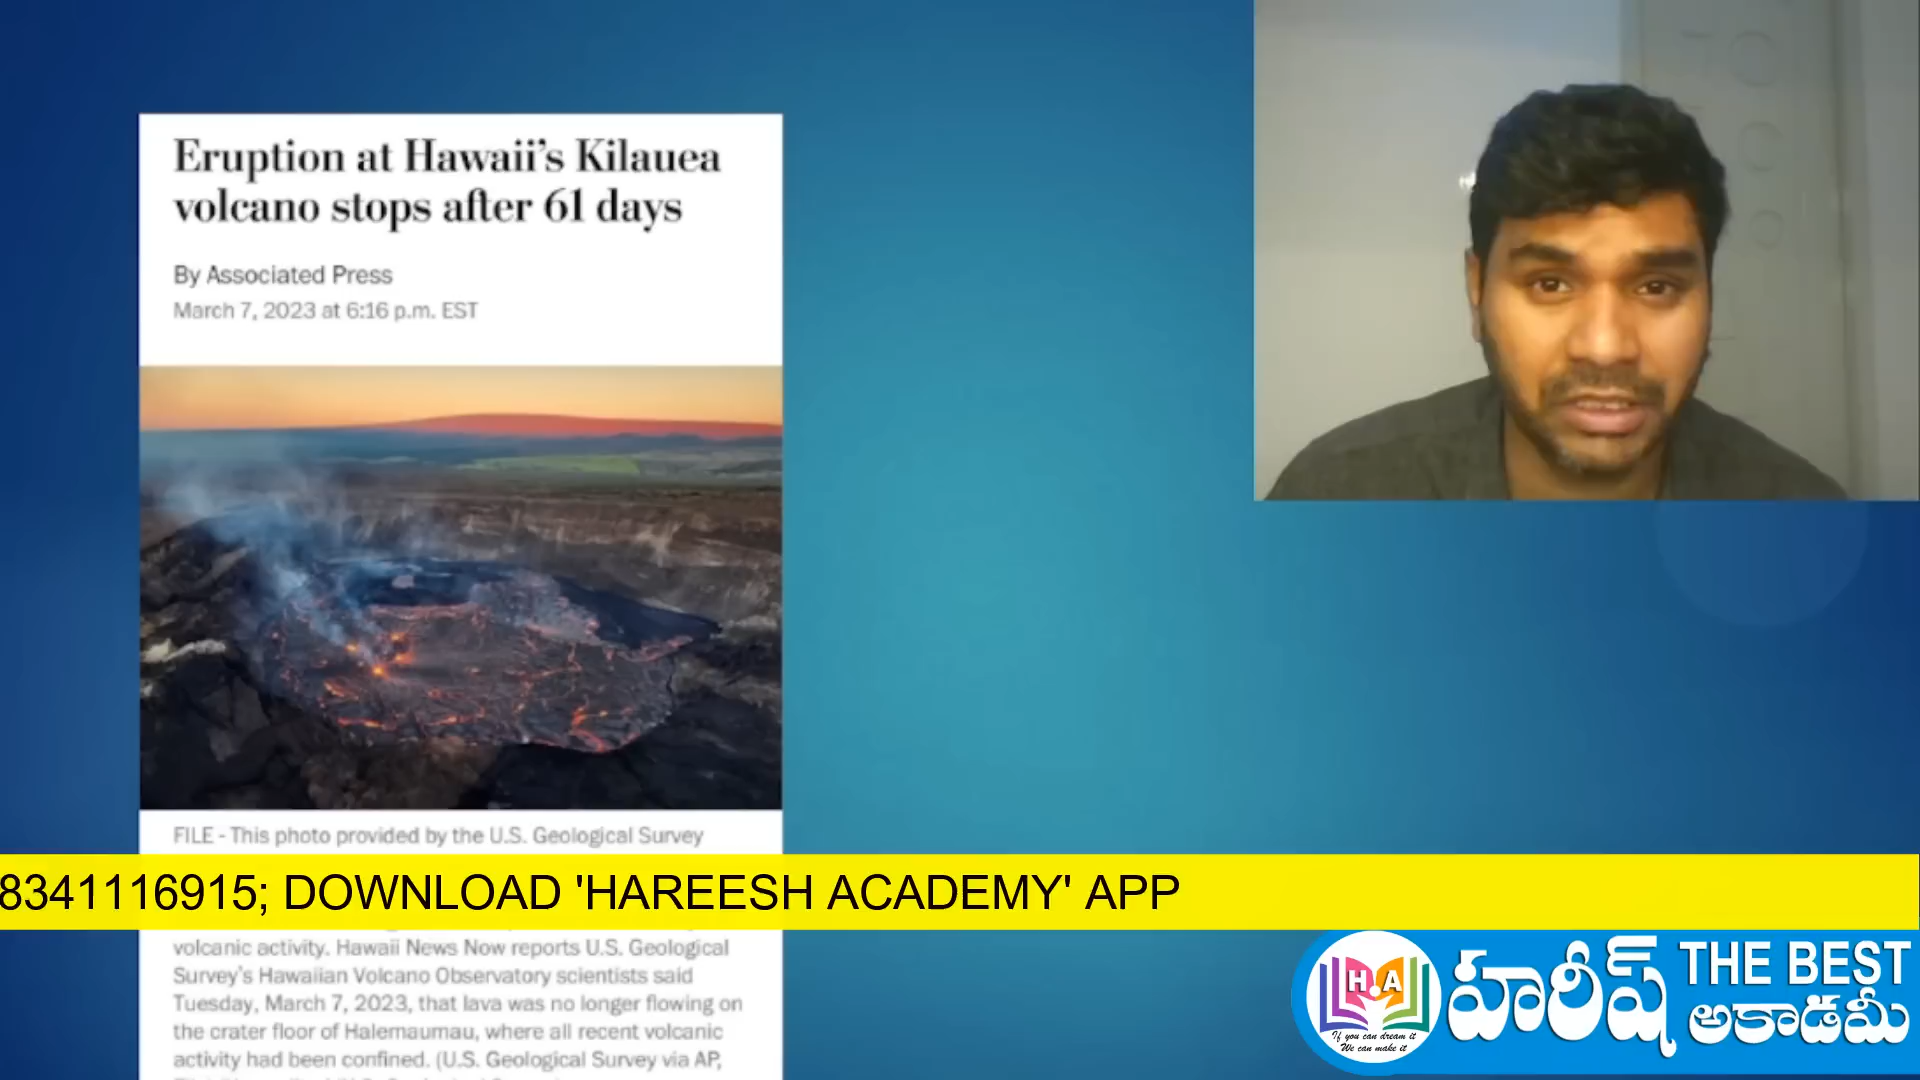 Eruption at Hawaii's Kilauea
volcano stops after 61 days
By Associated Press
March 7, 2023 at 6:16 p.m. EST
FILE - This photo provided by the U.S. Geological Survey
8341116915; DOWNLOAD 'HAREESH ACADEMY' APP
volcanic activity. Hawaii News Now reports U.S. Geological
Survey's Hawaiian Volcano Observatory scientists said
Tuesday, March 7, 2023, that lava was no longer flowing on
the crater floor of Halemaumau, where all recent volcanic
activity had been confined. (U.S. Geological Survey via AP,
H.A
If you can dream it
We can make it
హరీష్ THE BEST
అకాడమీ